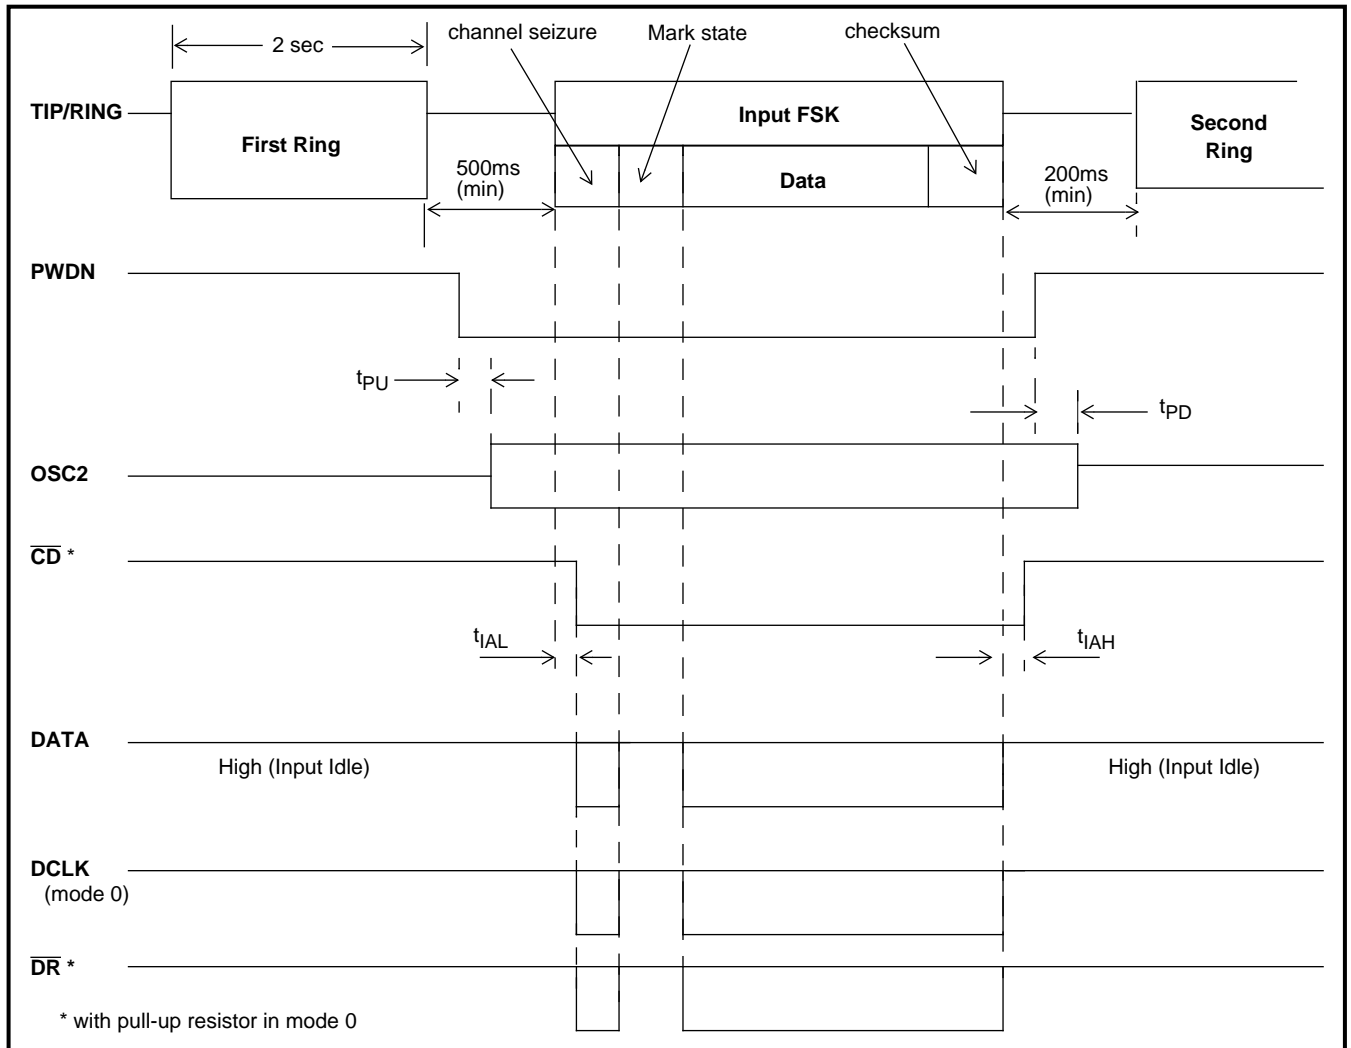 channel seizure
Mark state
checksum
2 sec
TIP/RING
First Ring
Input FSK
Second
Ring
500ms
(min)
Data
200ms
(min)
PWDN
tPU
tPD
OSC2
CD *
tIAL
tIAH
DATA
High (Input Idle)
High (Input Idle)
DCLK
(mode 0)
DR *
* with pull-up resistor in mode 0